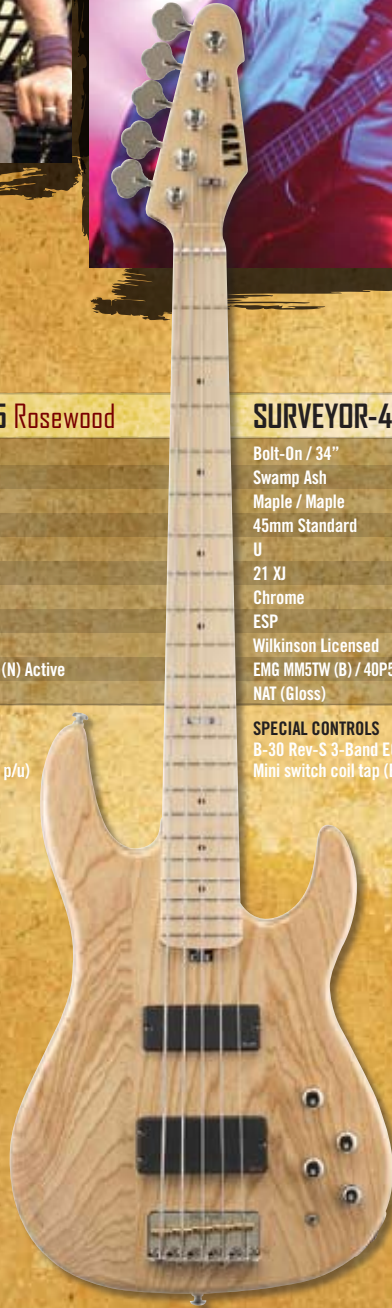 LTD
5 Rosewood
(N) Active
p/u)
SURVEYOR-4
Bolt-On / 34”
Swamp Ash
Maple / Maple
45mm Standard
U
21 XJ
Chrome
ESP
Wilkinson Licensed
EMG MM5TW (B) / 40P5
NAT (Gloss)
SPECIAL CONTROLS
B-30 Rev-S 3-Band E
Mini switch coil tap (